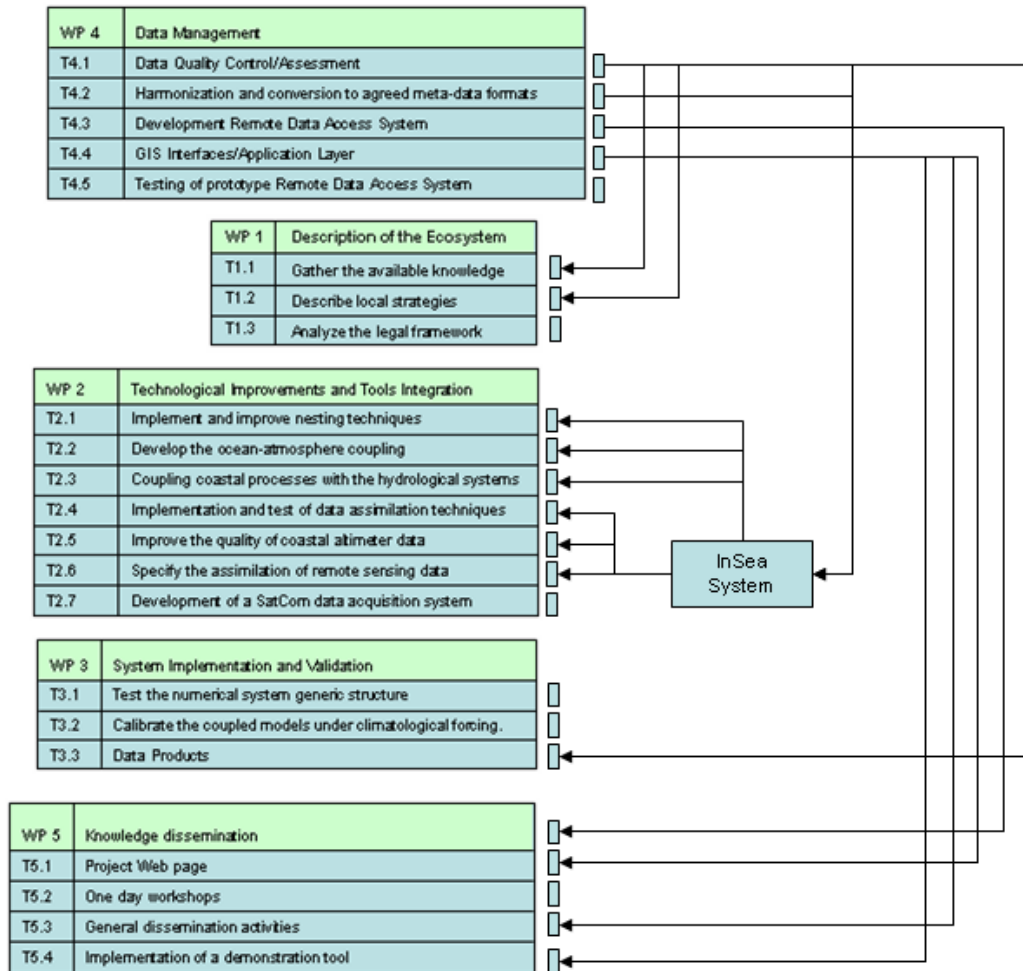 WP 4 Data Management
T4.1 Data Quality Control/Assessment
T4.2 Harmonization and conversion to agreed meta-data formats
T4.3 Development Remote Data Access System
T4.4 GIS Interfaces/Application Layer
T4.5 Testing of prototype Remote Data Access System
WP 1 Description of the Ecosystem
T1.1 Gather the available knowledge
T1.2 Describe local strategies
T1.3 Analyze the legal framework
WP 2 Technological Improvements and Tools Integration
T2.1 Implement and improve nesting techniques
T2.2 Develop the ocean-atmosphere coupling
T2.3 Coupling coastal processes with the hydrological systems
T2.4 Implementation and test of data assimilation techniques
T2.5 Improve the quality of coastal altimeter data
T2.6 Specify the assimilation of remote sensing data
T2.7 Development of a SatCom data acquisition system
InSea
System
WP 3 System Implementation and Validation
T3.1 Test the numerical system generic structure
T3.2 Calibrate the coupled models under climatological forcing.
T3.3 Data Products
WP 5 Knowledge dissemination
T5.1 Project Web page
T5.2 One day workshops
T5.3 General dissemination activities
T5.4 Implementation of a demonstration tool